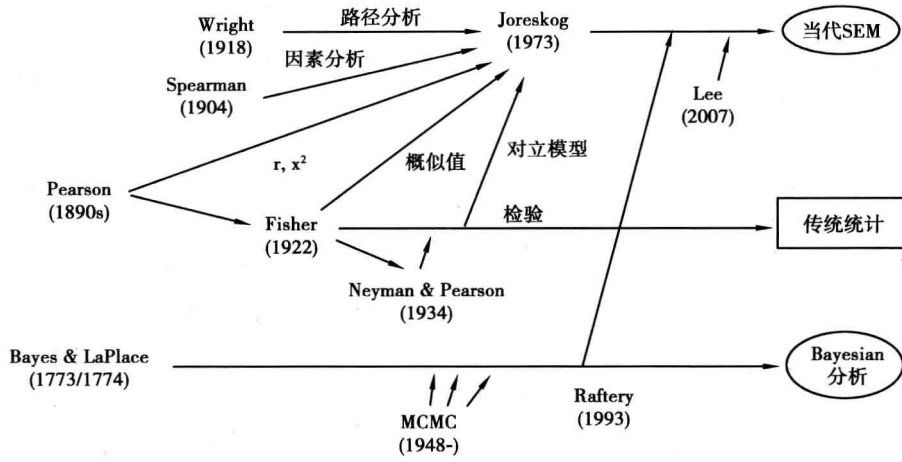 Wright
(1918)
路径分析
Joreskog
(1973)
当代SEM
因素分析
Spearman
(1904)
Lee
(2007)
r, x²
概似值
对立模型
Pearson
(1890s)
Fisher
(1922)
检验
传统统计
Neyman & Pearson
(1934)
Bayes & LaPlace
(1773/1774)
Bayesian
分析
Raftery
(1993)
MCMC
(1948-)